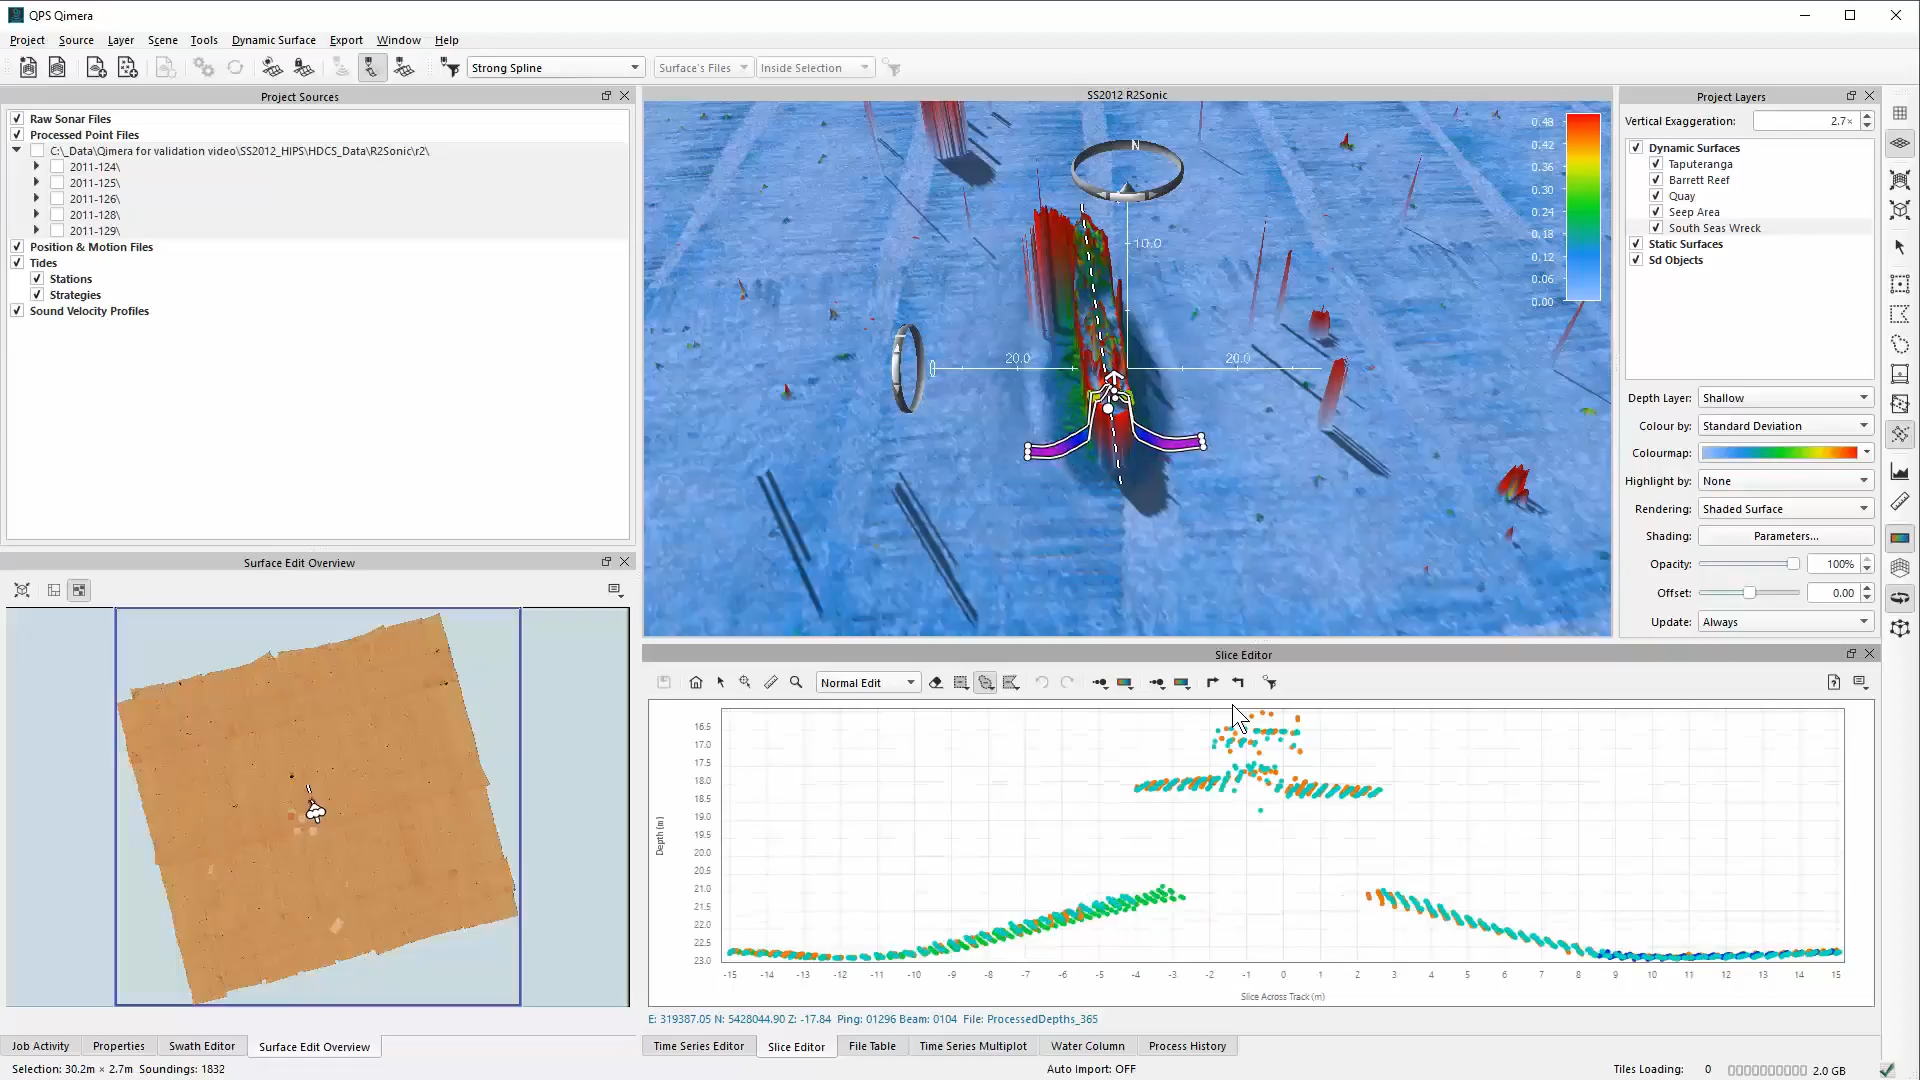 QPS Qimera
Project Source Layer Scene Tools Dynamic Surface Export Window Help
Strong Spline Surface's Files Inside Selection
Project Sources
Raw Sonar Files
Processed Point Files
C:\_Data\Qimera for validation video\SS2012_HIPS\HDCS_Data\R2Sonic\r2\
2011-124\
2011-125\
2011-126\
2011-128\
2011-129\
Position & Motion Files
Tides
Stations
Strategies
Sound Velocity Profiles
Surface Edit Overview
Job Activity Properties Swath Editor Surface Edit Overview
Selection: 30.2m × 2.7m Soundings: 1832
SS2012 R2Sonic
N
10.0
20.0 20.0
0.48
0.42
0.36
0.30
0.24
0.18
0.12
0.06
0.00
Project Layers
Vertical Exaggeration: 2.7×
Dynamic Surfaces
Taputeranga
Barrett Reef
Quay
Seep Area
South Seas Wreck
Static Surfaces
Sd Objects
Depth Layer: Shallow
Colour by: Standard Deviation
Colourmap:
Highlight by: None
Rendering: Shaded Surface
Shading: Parameters...
Opacity: 100%
Offset: 0.00
Update: Always
Slice Editor
Normal Edit
Depth (m)
16.5
17.0
17.5
18.0
18.5
19.0
19.5
20.0
20.5
21.0
21.5
22.0
22.5
23.0
-15 -14 -13 -12 -11 -10 -9 -8 -7 -6 -5 -4 -3 -2 -1 0 1 2 3 4 5 6 7 8 9 10 11 12 13 14 15
Slice Across Track (m)
E: 319387.05 N: 5428044.90 Z: -17.84 Ping: 01296 Beam: 0104 File: ProcessedDepths_365
Time Series Editor Slice Editor File Table Time Series Multiplot Water Column Process History
Auto Import: OFF
Tiles Loading: 0 2.0 GB